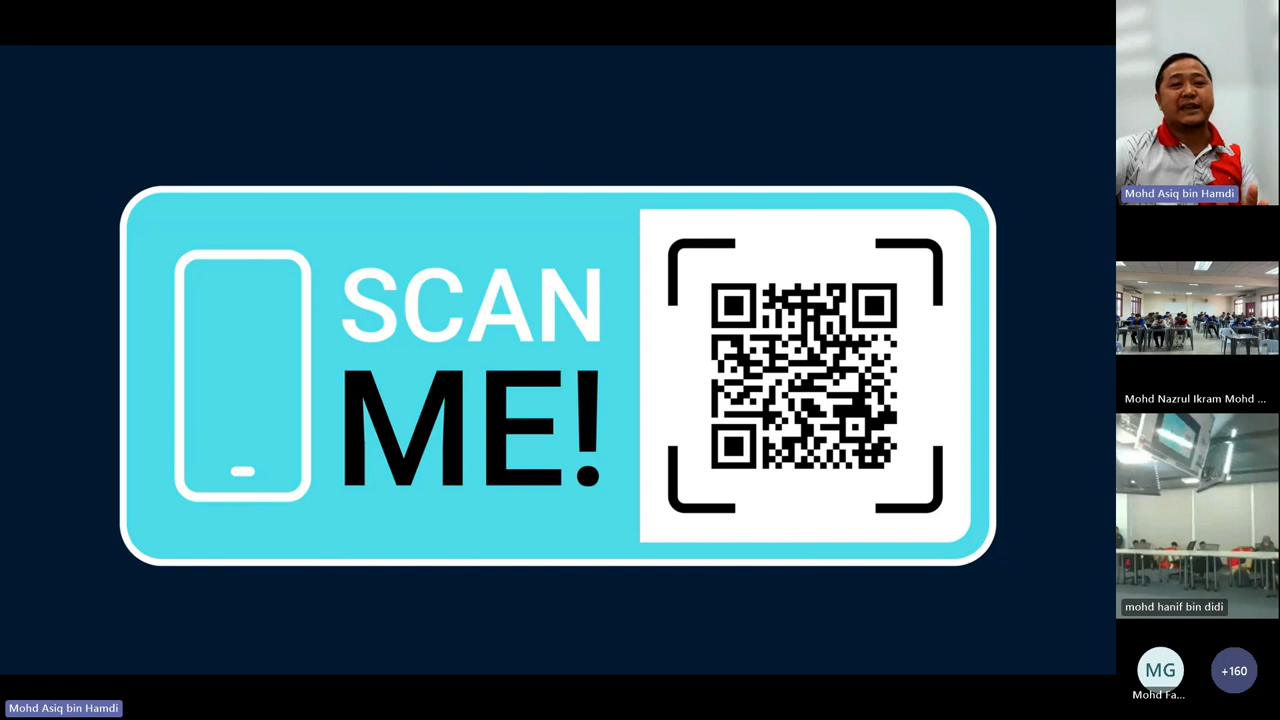 SCAN
ME!
Mohd Asiq bin Hamdi
Mohd Nazrul Ikram Mohd ...
mohd hanif bin didi
MG
+160
Mohd Fa...
Mohd Asiq bin Hamdi